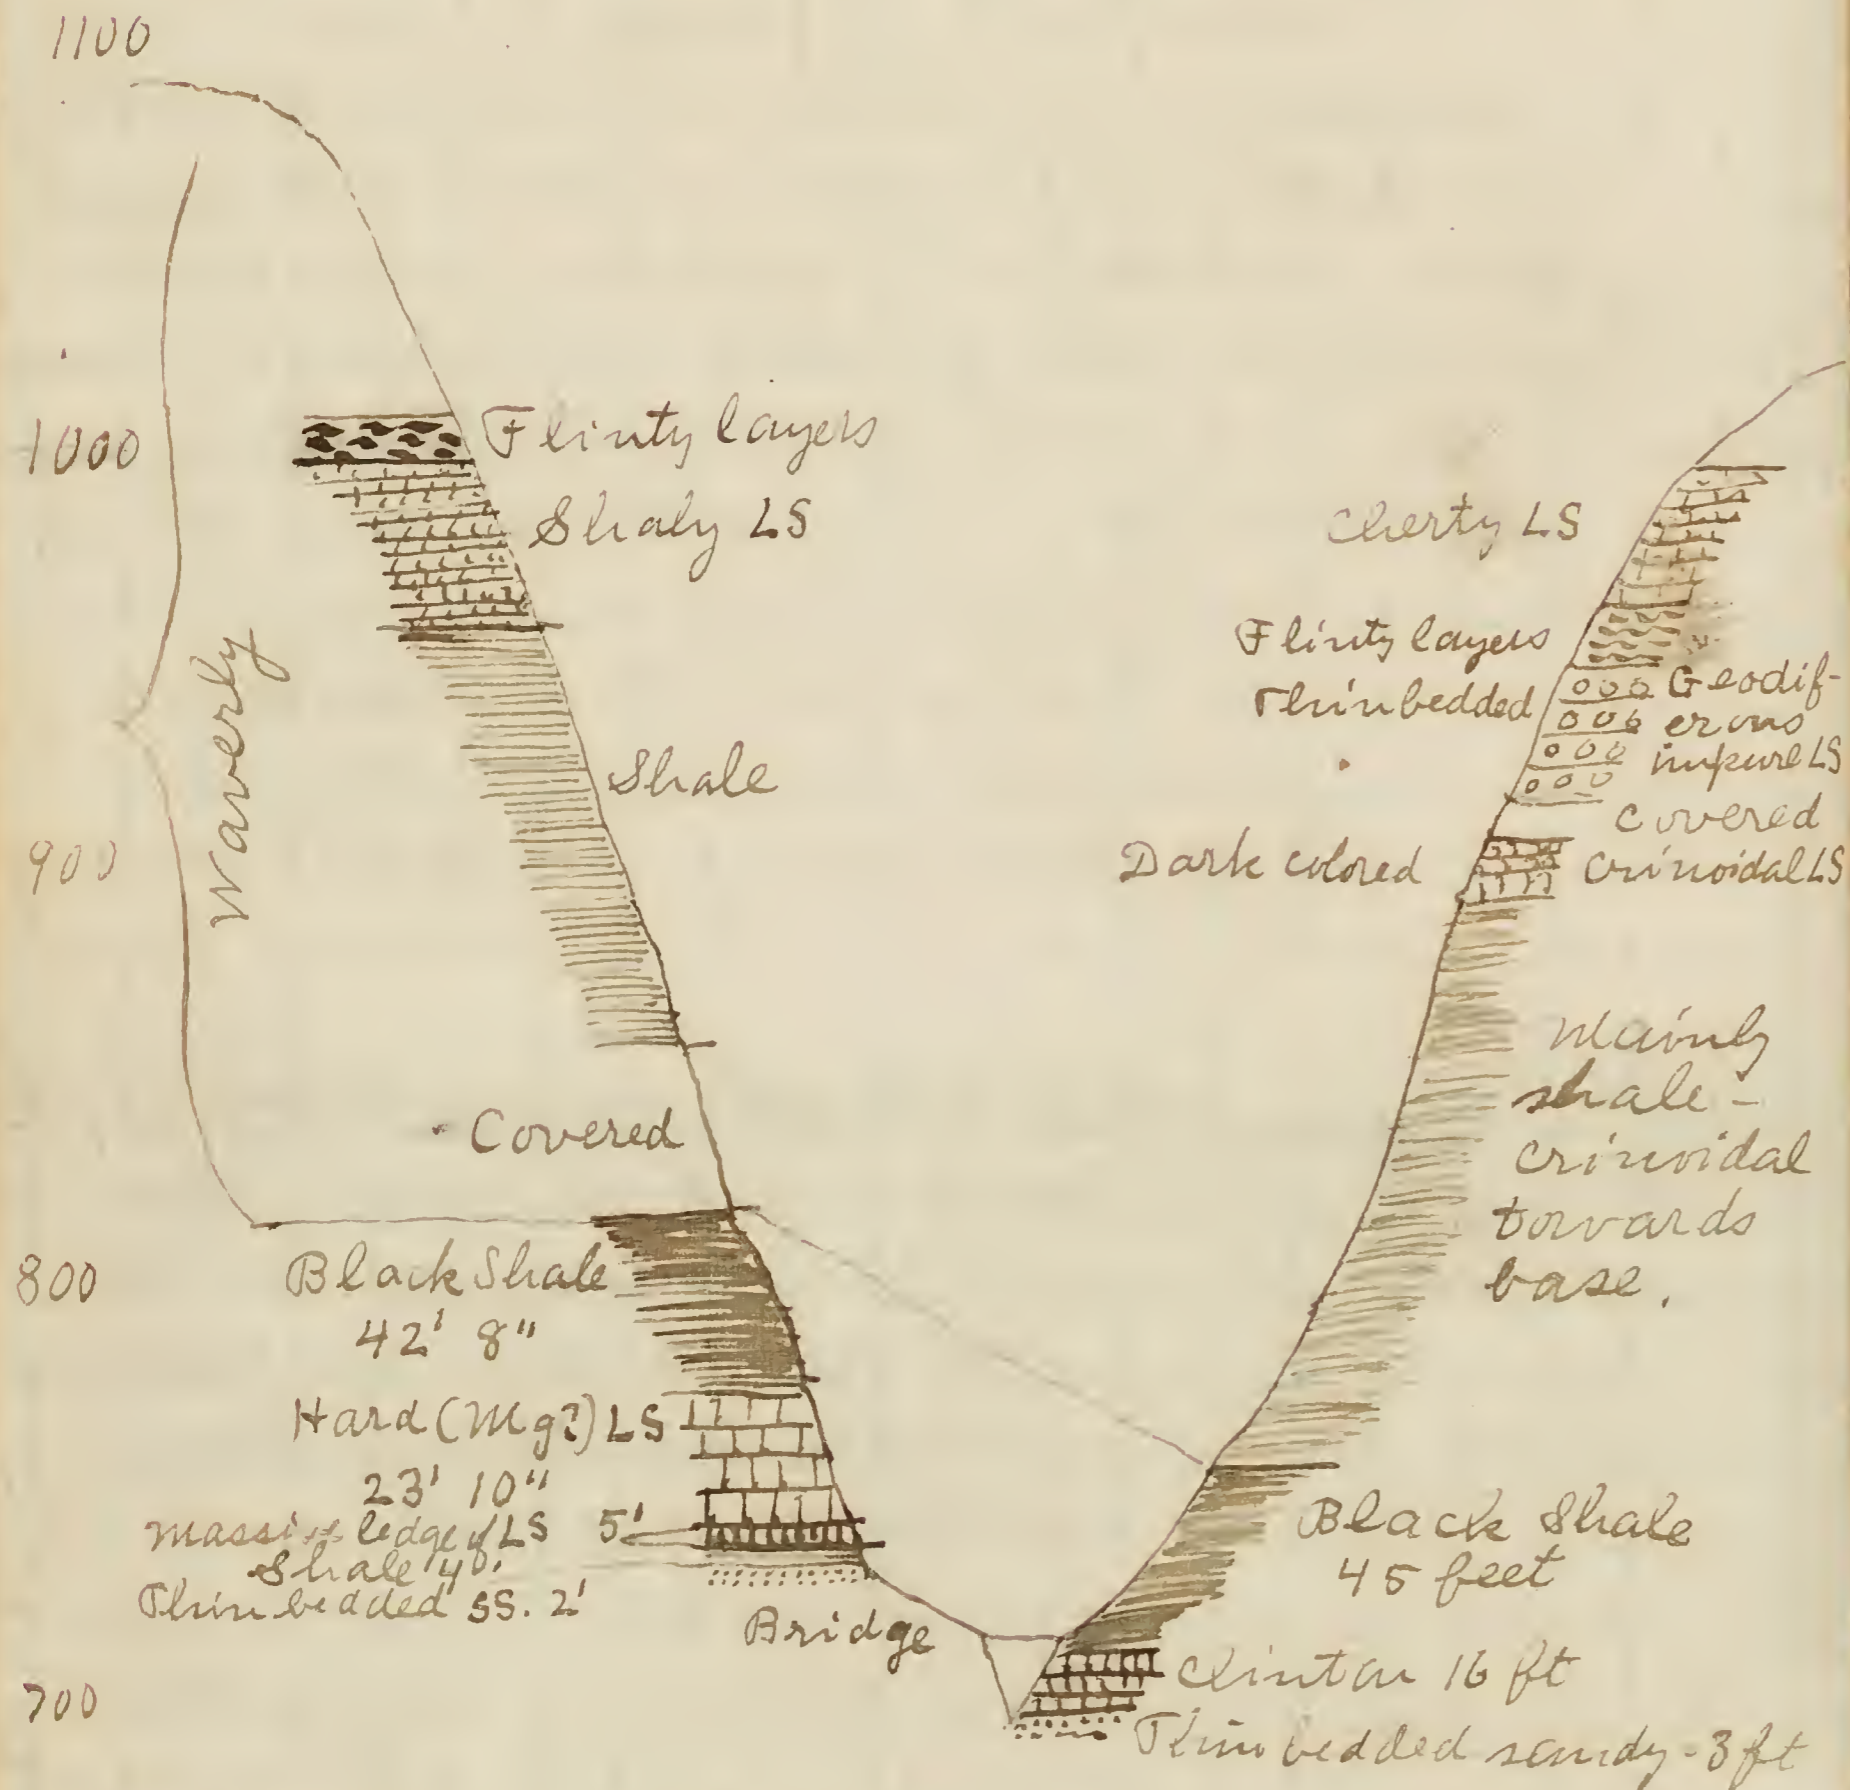 1100
1000
900
800
700
Waverly
Flinty layers
Shaly LS
Shale
Covered
Black Shale
42' 8"
Hard (Mg?) LS
23' 10"
Massive ledge of LS 5'
Shale 4'
Thin bedded SS. 2'
Bridge
Cherty LS
Flinty layers
Thin bedded
Geodif-
erous
impure LS
Covered
Dark colored
Crinoidal LS
Mainly
shale -
crinoidal
towards
base.
Black Shale
45 feet
Clinton 16 ft
Thin bedded sandy - 3 ft